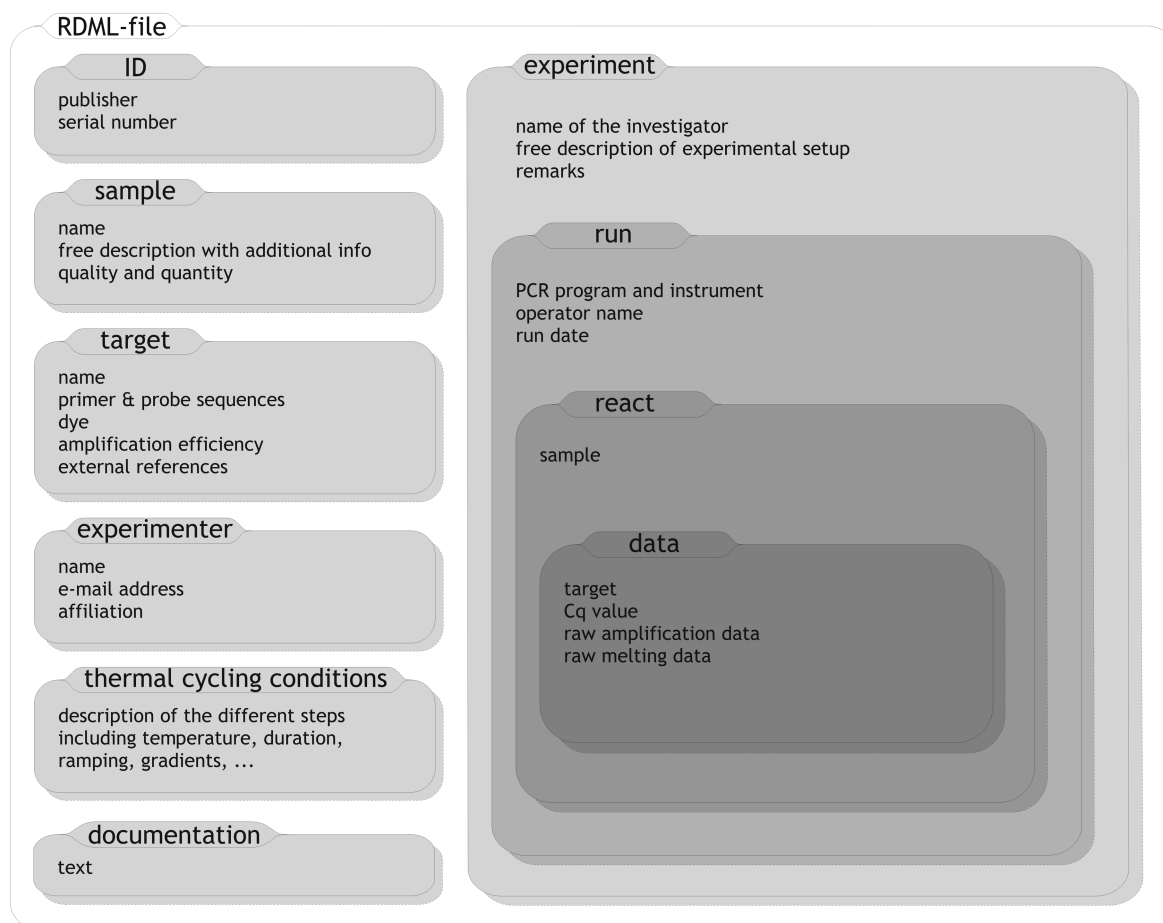 RDML-file
ID
publisher
serial number
sample
name
free description with additional info
quality and quantity
target
name
primer & probe sequences
dye
amplification efficiency
external references
experimenter
name
e-mail address
affiliation
thermal cycling conditions
description of the different steps
including temperature, duration,
ramping, gradients, ...
documentation
text
experiment
name of the investigator
free description of experimental setup
remarks
run
PCR program and instrument
operator name
run date
react
sample
data
target
Cq value
raw amplification data
raw melting data